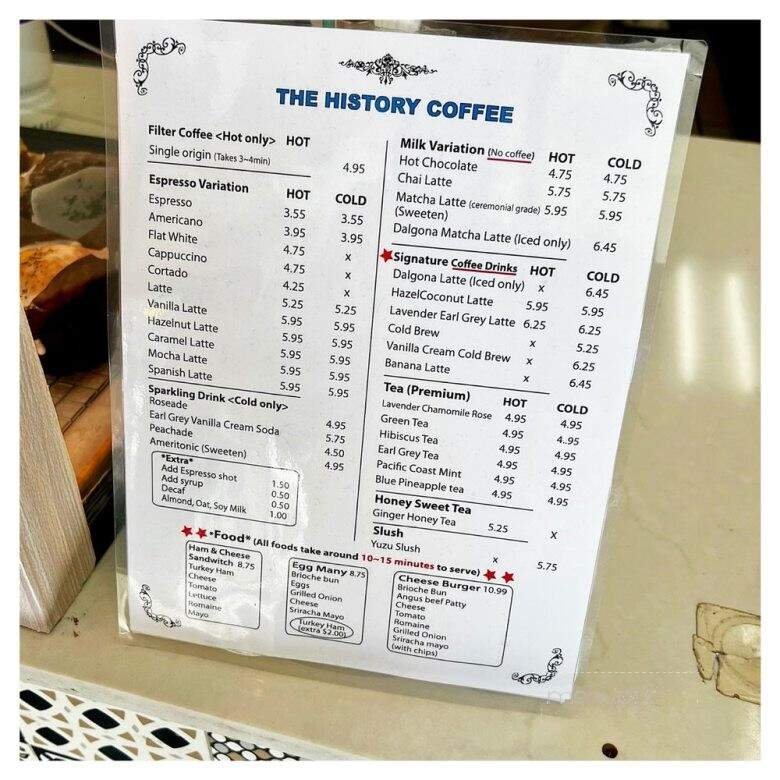 THE HISTORY COFFEE
Filter Coffee <Hot only> HOT
Single origin (Takes 3~4min) 4.95
Espresso Variation HOT COLD
Espresso 3.55 3.55
Americano 3.95 3.95
Flat White 4.75 x
Cappuccino 4.75 x
Cortado 4.25 x
Latte 5.25 5.25
Vanilla Latte 5.95 5.95
Hazelnut Latte 5.95 5.95
Caramel Latte 5.95 5.95
Mocha Latte 5.95 5.95
Spanish Latte 5.95 5.95
Sparkling Drink <Cold only>
Roseade 4.95
Earl Grey Vanilla Cream Soda 5.75
Peachade 4.50
Ameritonic (Sweeten) 4.95
*Extra*
Add Espresso shot 1.50
Add syrup 0.50
Decaf 0.50
Almond, Oat, Soy Milk 1.00
Milk Variation (No coffee) HOT COLD
Hot Chocolate 4.75 4.75
Chai Latte 5.75 5.75
Matcha Latte (ceremonial grade) 5.95 5.95
(Sweeten)
Dalgona Matcha Latte (Iced only) 6.45
Signature Coffee Drinks HOT COLD
Dalgona Latte (Iced only) x 6.45
HazelCoconut Latte 5.95 5.95
Lavender Earl Grey Latte 6.25 6.25
Cold Brew x 5.25
Vanilla Cream Cold Brew x 6.25
Banana Latte x 6.45
Tea (Premium) HOT COLD
Lavender Chamomile Rose 4.95 4.95
Green Tea 4.95 4..95
Hibiscus Tea 4.95 4.95
Earl Grey Tea 4.95 4.95
Pacific Coast Mint 4.95 4.95
Blue Pineapple tea 4.95 4.95
Honey Sweet Tea
Ginger Honey Tea 5.25 x
Slush
Yuzu Slush x 5.75
*Food* (All foods take around 10~15 minutes to serve)
Ham & Cheese
Sandwitch 8.75
Turkey Ham
Cheese
Tomato
Lettuce
Romaine
Mayo
Egg Many 8.75
Brioche bun
Eggs
Grilled Onion
Cheese
Sriracha Mayo
Turkey Ham
(extra $2.00)
Cheese Burger 10.99
Brioche Bun
Angus beef Patty
Cheese
Tomato
Romaine
Grilled Onion
Sriracha mayo
(with chips)